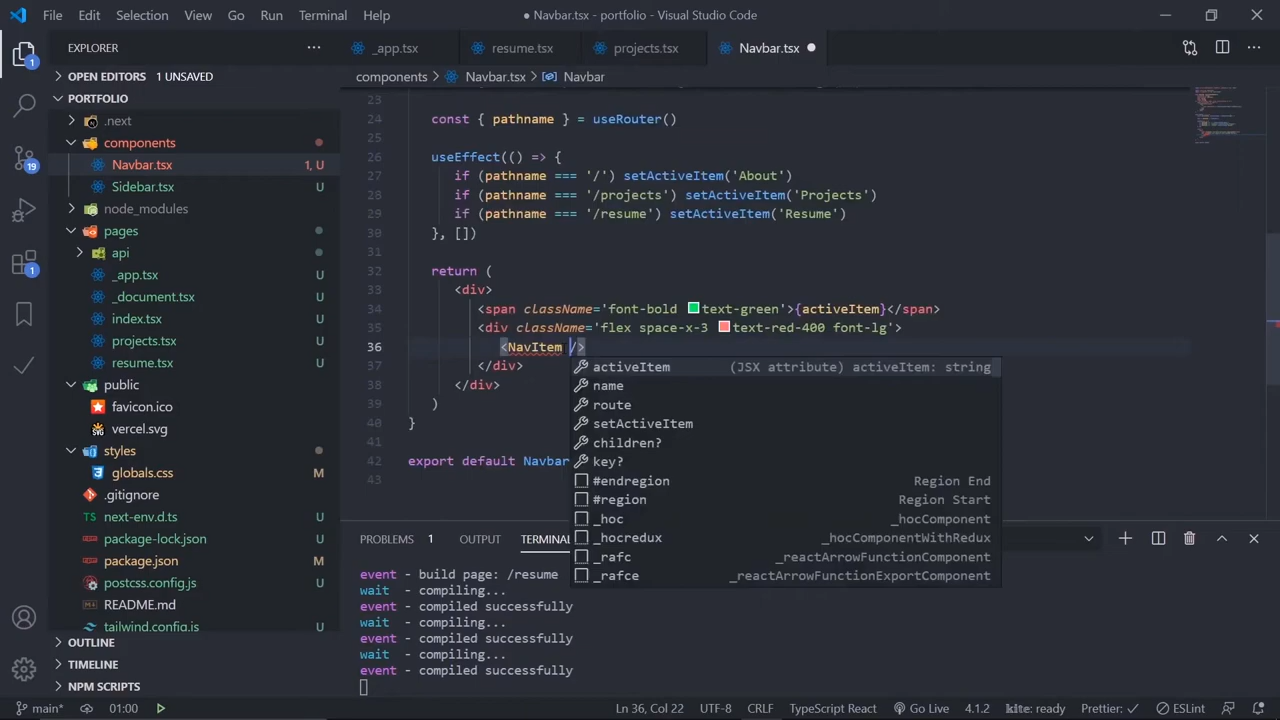 File Edit Selection View Go Run Terminal Help ● Navbar.tsx - portfolio - Visual Studio Code
EXPLORER
_app.tsx resume.tsx projects.tsx Navbar.tsx
OPEN EDITORS 1 UNSAVED
components > Navbar.tsx > Navbar
PORTFOLIO
.next
components
Navbar.tsx 1, U
Sidebar.tsx
node_modules
pages
api
_app.tsx U
_document.tsx U
index.tsx U
projects.tsx U
resume.tsx U
public
favicon.ico U
vercel.svg U
styles
globals.css M
.gitignore
next-env.d.ts U
package-lock.json U
package.json M
postcss.config.js U
README.md
tailwind.config.js U
OUTLINE
TIMELINE
NPM SCRIPTS
1
19
1
23
24 const { pathname } = useRouter()
25
26 useEffect(() => {
27 if (pathname === '/') setActiveItem('About')
28 if (pathname === '/projects') setActiveItem('Projects')
29 if (pathname === '/resume') setActiveItem('Resume')
30 }, [])
31
32 return (
33 <div>
34 <span className='font-bold text-green'>{activeItem}</span>
35 <div className='flex space-x-3 text-red-400 font-lg'>
36 <NavItem />
37 </div>
38 </div>
39 )
40 }
41
42 export default Navbar
43
activeItem (JSX attribute) activeItem: string
name
route
setActiveItem
children?
key?
#endregion Region End
#region Region Start
_hoc _hocComponent
_hocredux _hocComponentWithRedux
_rafc _reactArrowFunctionComponent
_rafce _reactArrowFunctionExportComponent
PROBLEMS 1 OUTPUT TERMINAL
event - build page: /resume
wait - compiling...
event - compiled successfully
wait - compiling...
event - compiled successfully
wait - compiling...
event - compiled successfully
main* 01:00 Ln 36, Col 22 UTF-8 CRLF TypeScript React Go Live 4.1.2 kite: ready Prettier: ✓ ESLint